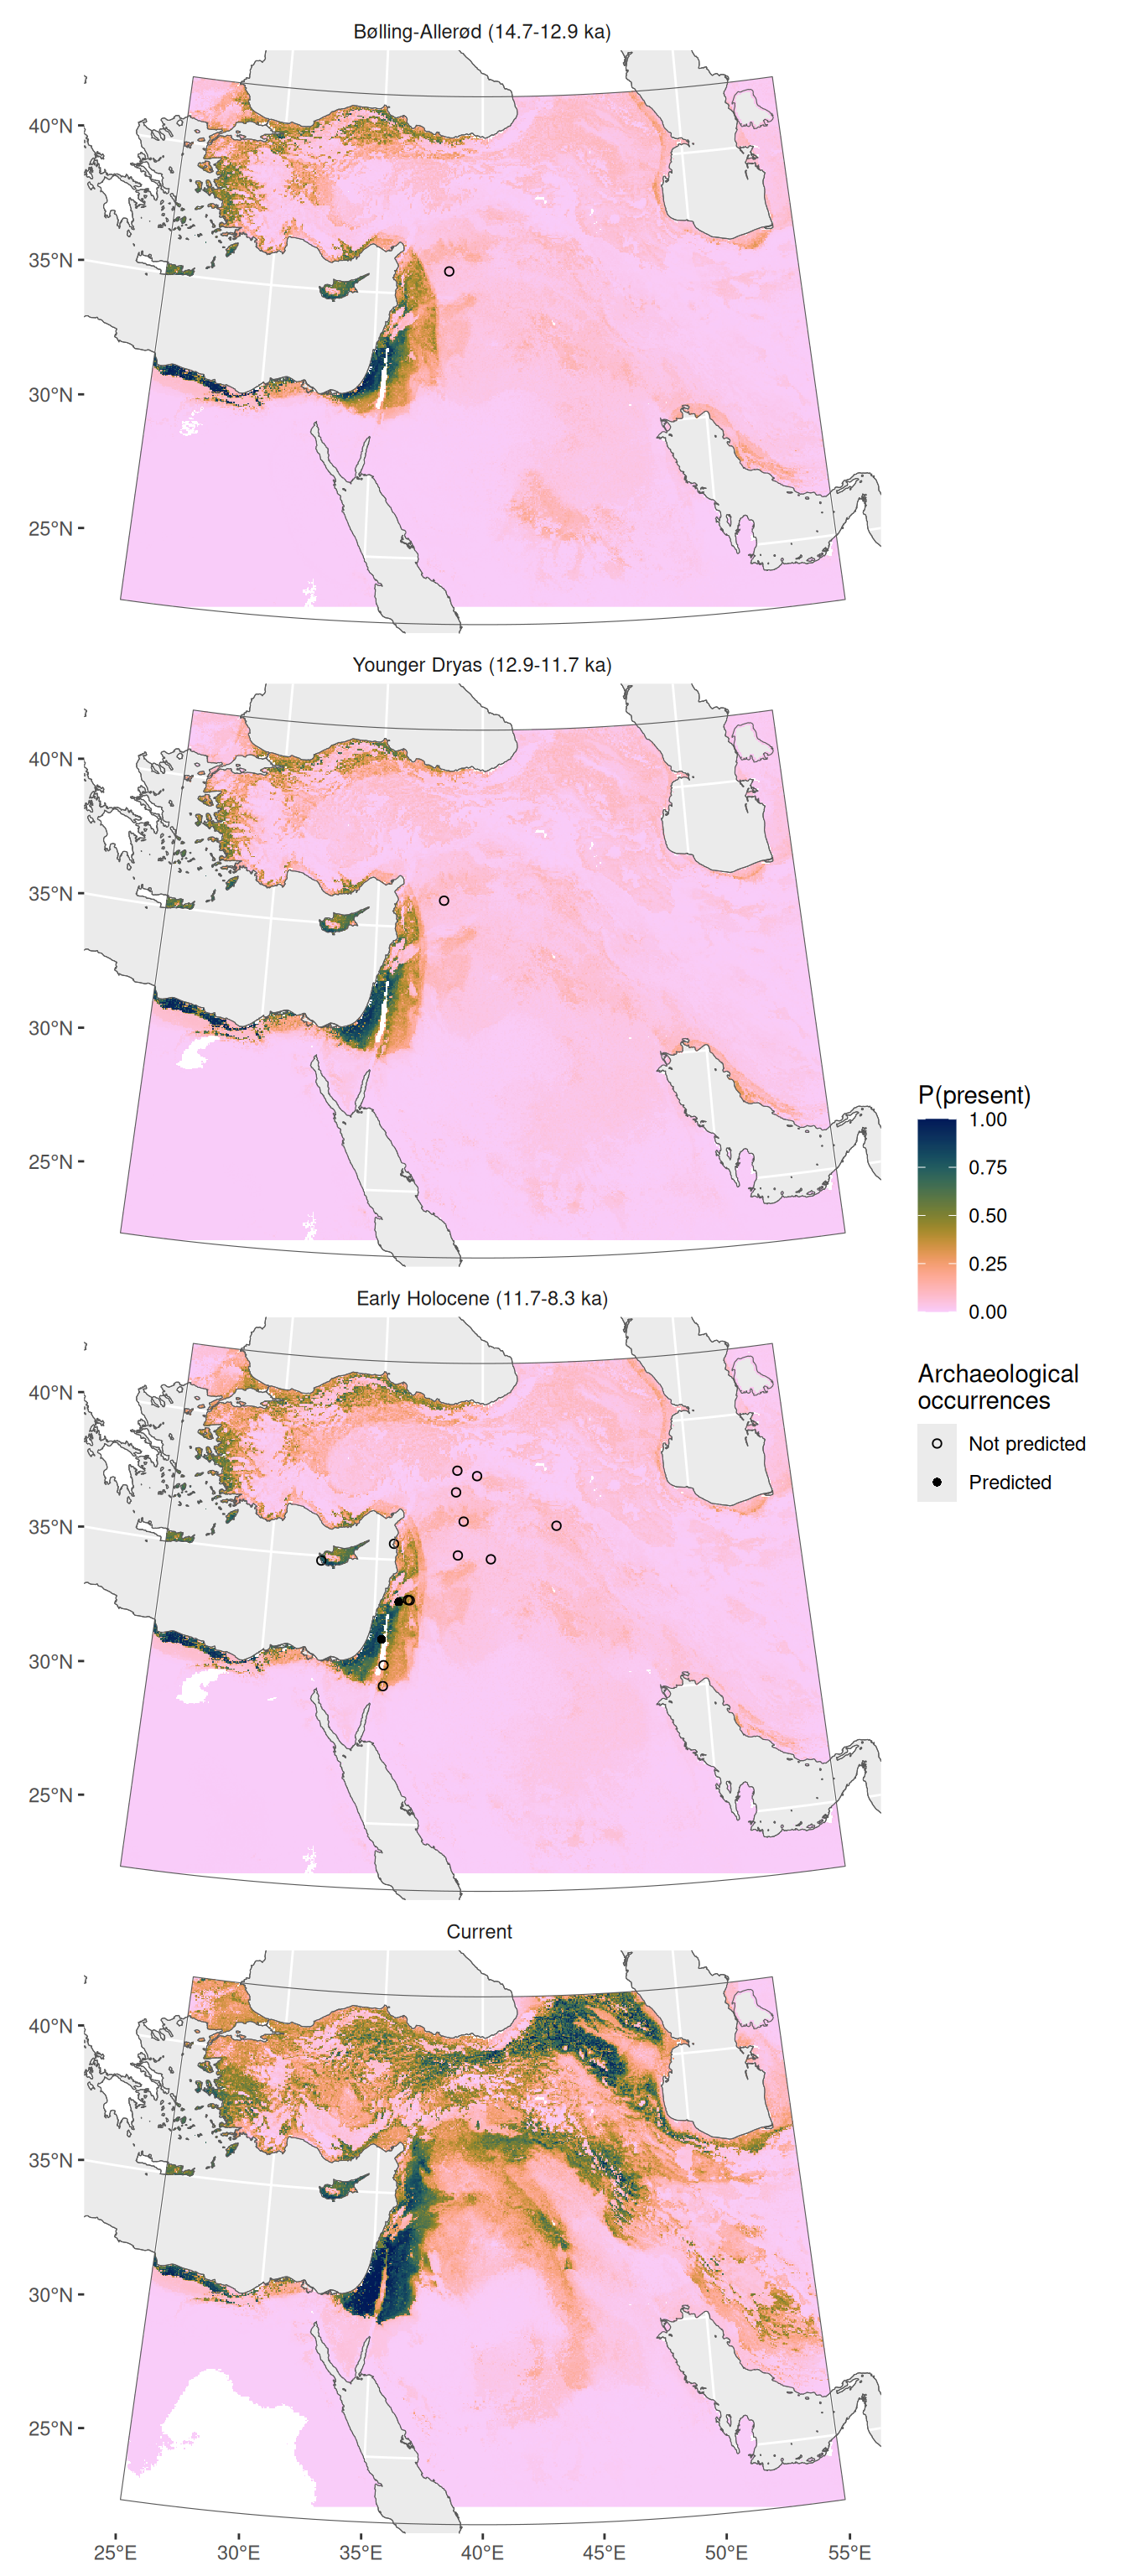 Bølling-Allerød (14.7-12.9 ka)
40°N
35°N
30°N
25°N
Younger Dryas (12.9-11.7 ka)
40°N
35°N
30°N
25°N
P(present)
1.00
0.75
0.50
0.25
0.00
Early Holocene (11.7-8.3 ka)
Archaeological
occurrences
Not predicted
Predicted
40°N
35°N
30°N
25°N
Current
40°N
35°N
30°N
25°N
25°E 30°E 35°E 40°E 45°E 50°E 55°E